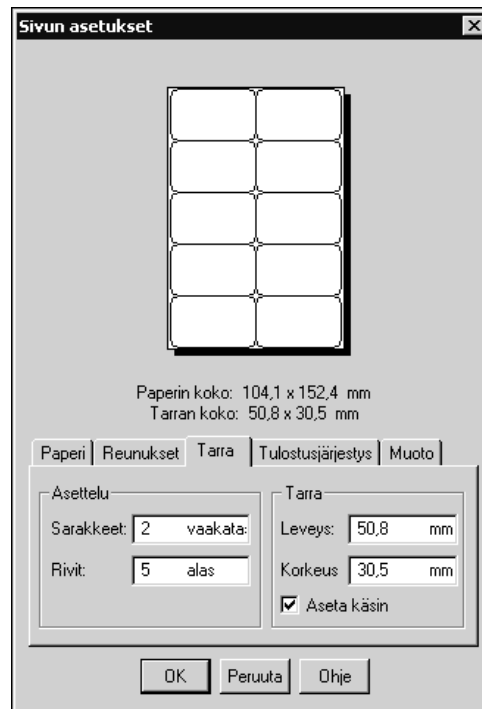 Sivun asetukset
Paperin koko: 104,1 x 152,4 mm
Tarran koko: 50,8 x 30,5 mm
Paperi Reunukset Tarra Tulostusjärjestys Muoto
Asettelu Tarra
Sarakkeet: 2 vaakata: Leveys: 50,8 mm
Rivit: 5 alas Korkeus 30,5 mm
Aseta käsin
OK Peruuta Ohje